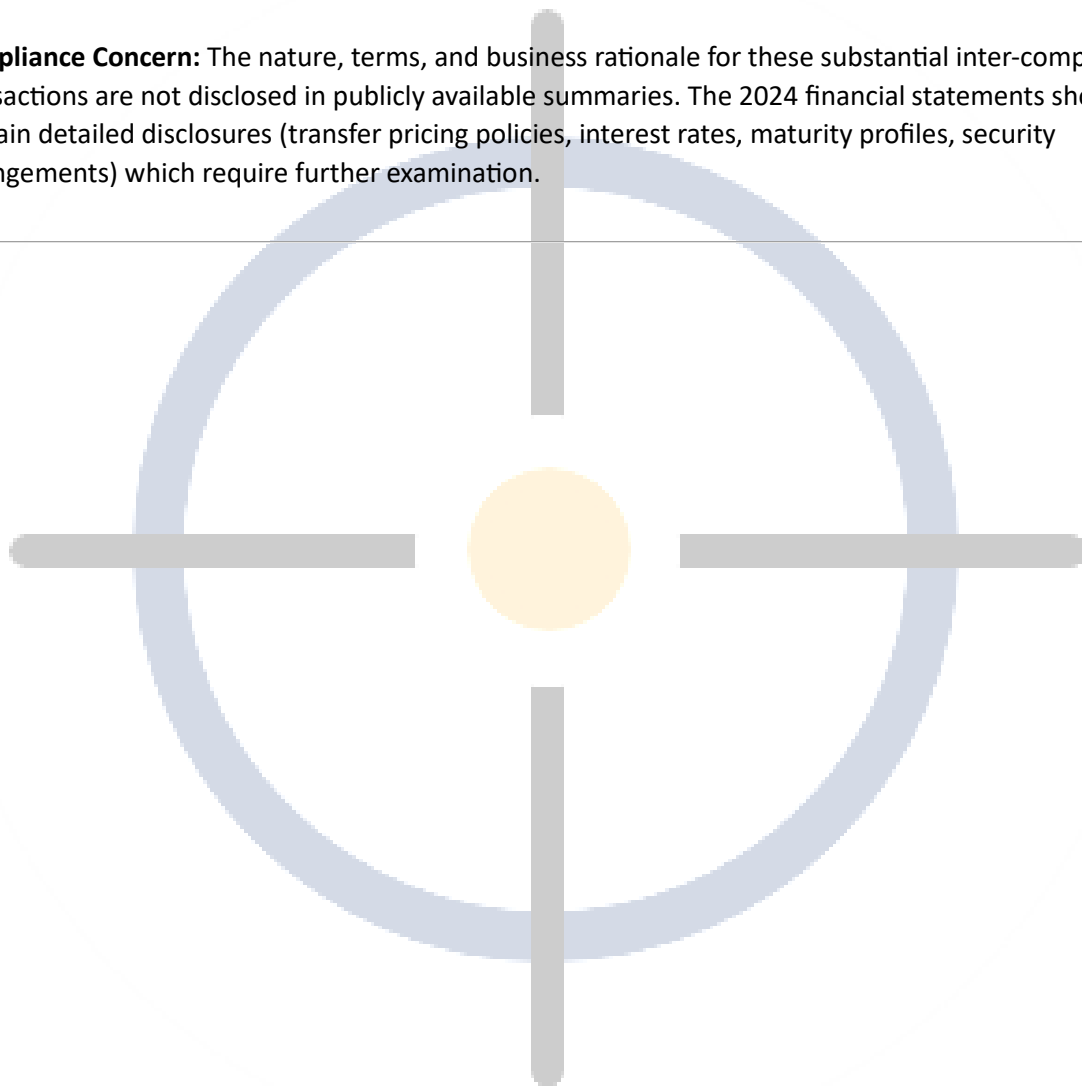 pliance Concern: The nature, terms, and business rationale for these substantial inter-comp
sactions are not disclosed in publicly available summaries. The 2024 financial statements sho
ain detailed disclosures (transfer pricing policies, interest rates, maturity profiles, security
ngements) which require further examination.